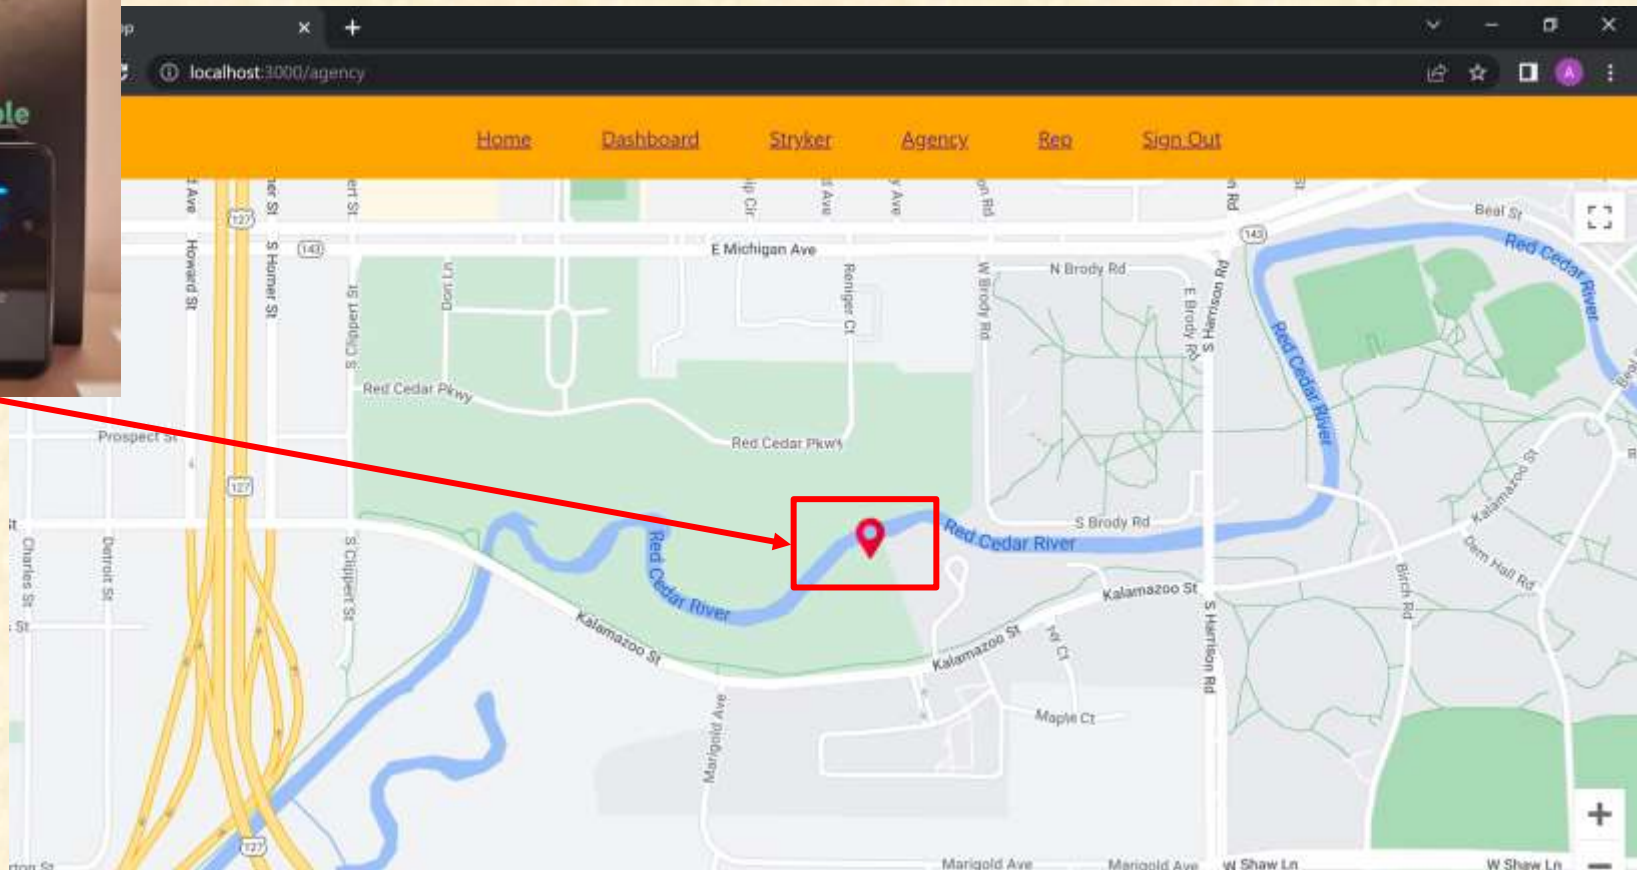 localhost:3000/agency
Home Dashboard Stryker Agency Rep Sign Out
Beal St
127
143
143
E Michigan Ave
Howard St
S Homer St
S Clippert St
Reniger Ct
W Brody Rd
N Brody Rd
E Brody Rd
S Harrison Rd
Red Cedar River
Red Cedar River
Red Cedar Pkwy
Red Cedar Pkwy
Prospect St
127
Kalamazoo St
S Brody Rd
Red Cedar River
Red Cedar River
Charles St
Detroit St
S Clippert St
Birch Rd
Dem Hall Rd
Kalamazoo St
St
Kalamazoo St
Kalamazoo St
S Harrison Rd
Marigold Ave
Maple Ct
127
Marigold Ave
Marigold Ave
W Shaw Ln
W Shaw Ln